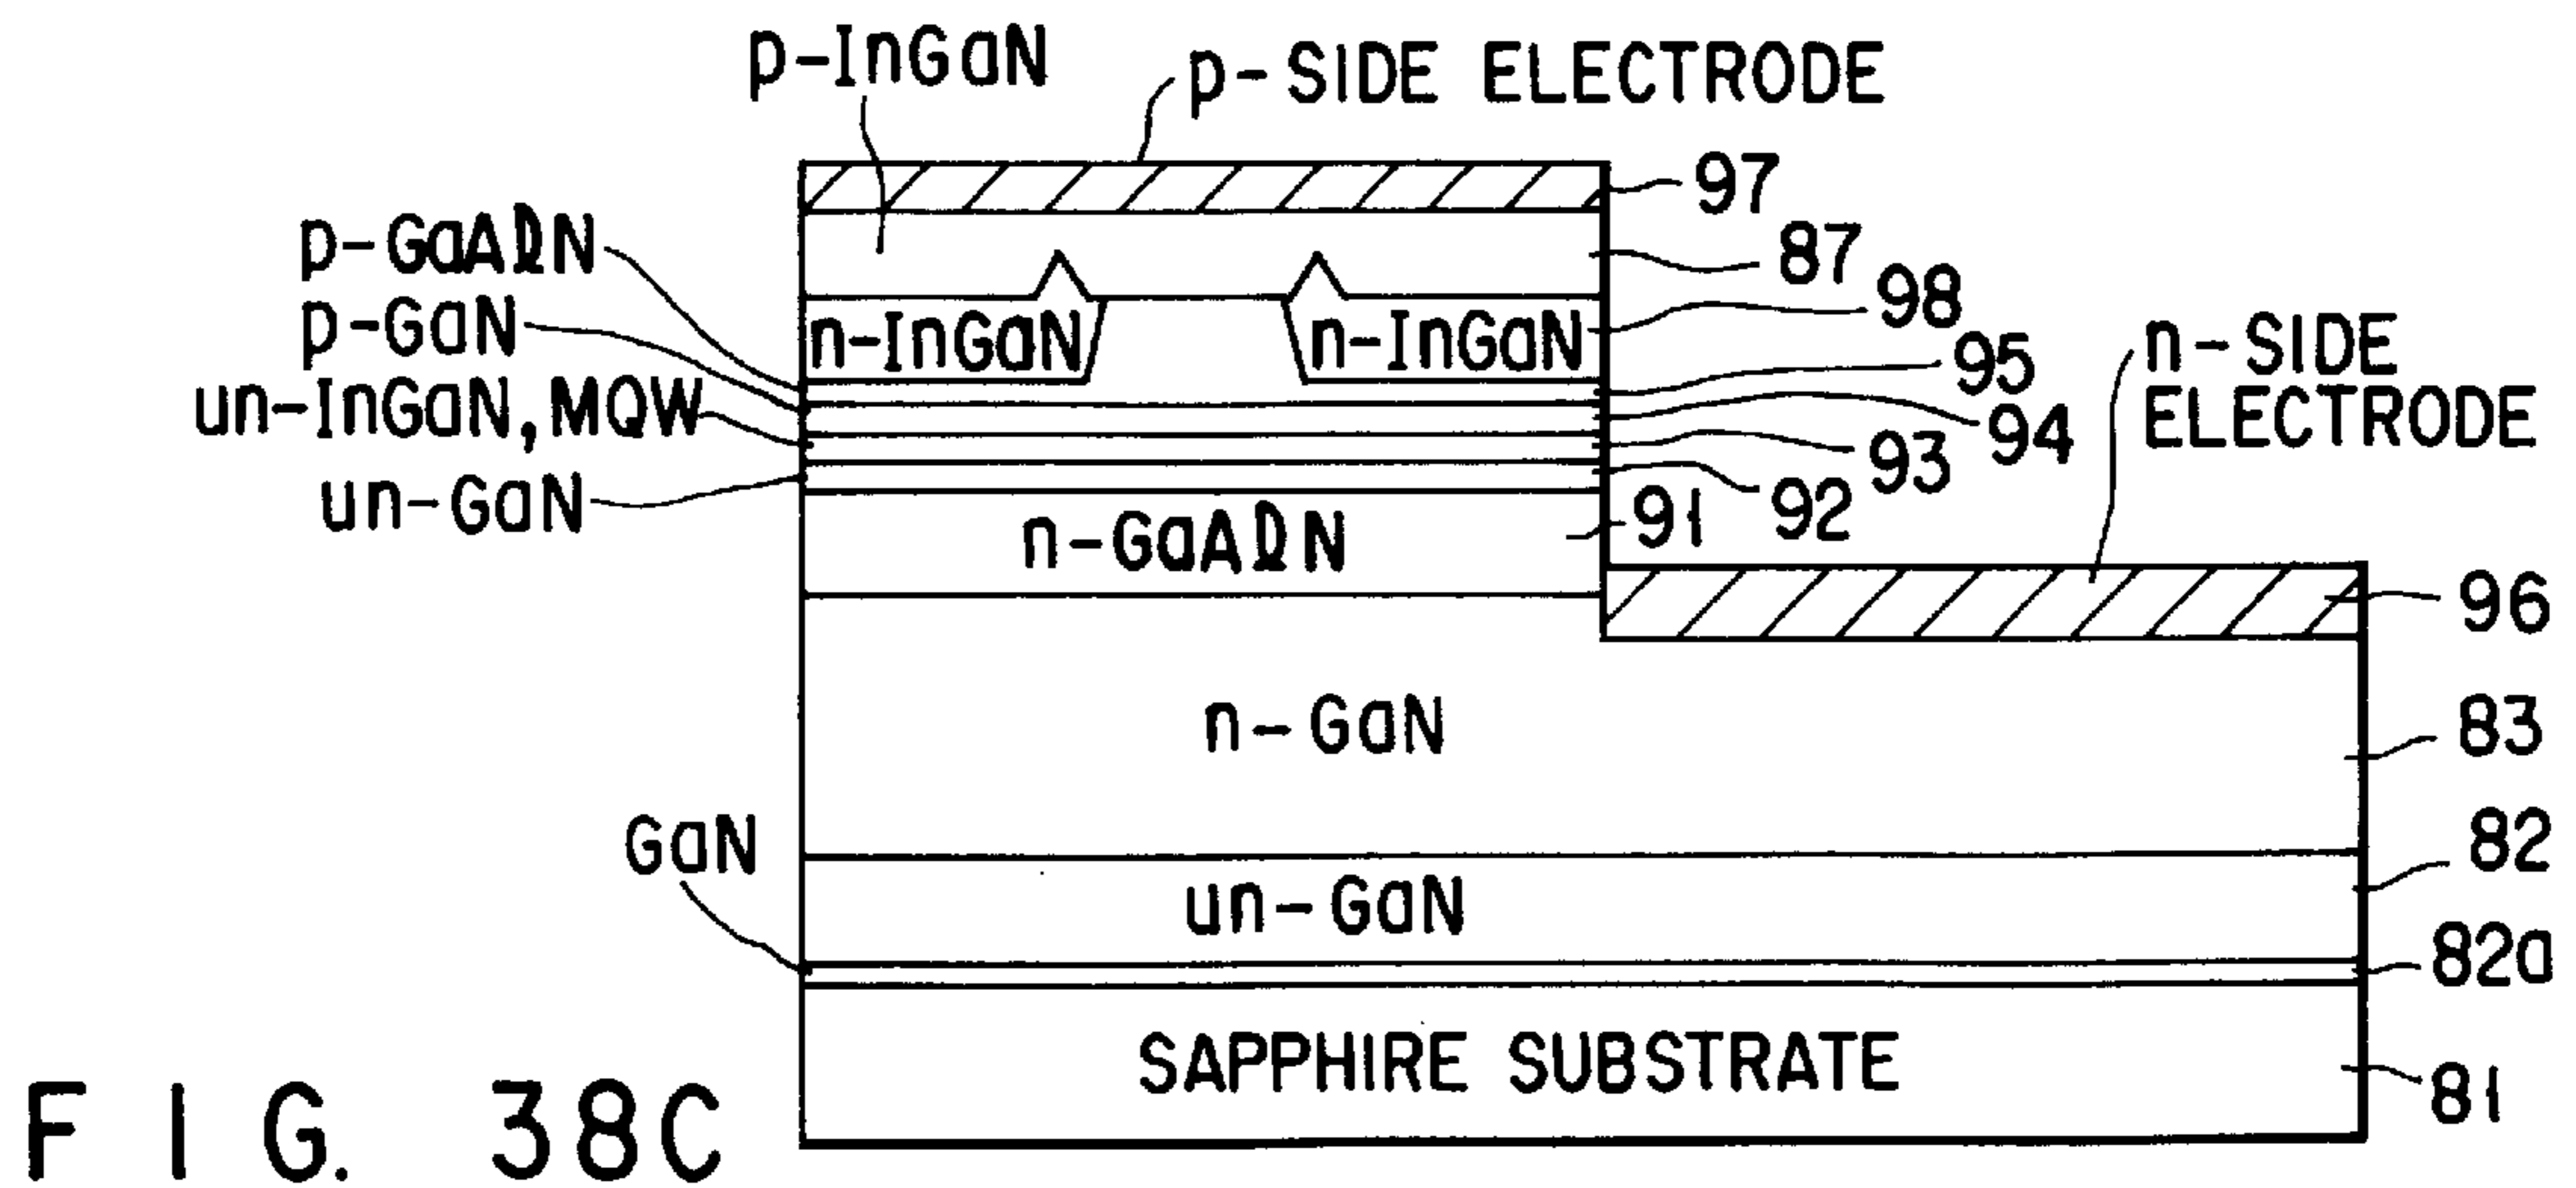 p-InGaN
p-SIDE ELECTRODE
97
p-GaAlN
87
p-GaN
98
n-InGaN
n-InGaN
95
n-SIDE
ELECTRODE
un-InGaN, MQW
94
93
un-GaN
92
91
n-GaAlN
96
n-GaN
83
GaN
82
un-GaN
82a
SAPPHIRE SUBSTRATE
81
FIG. 38C